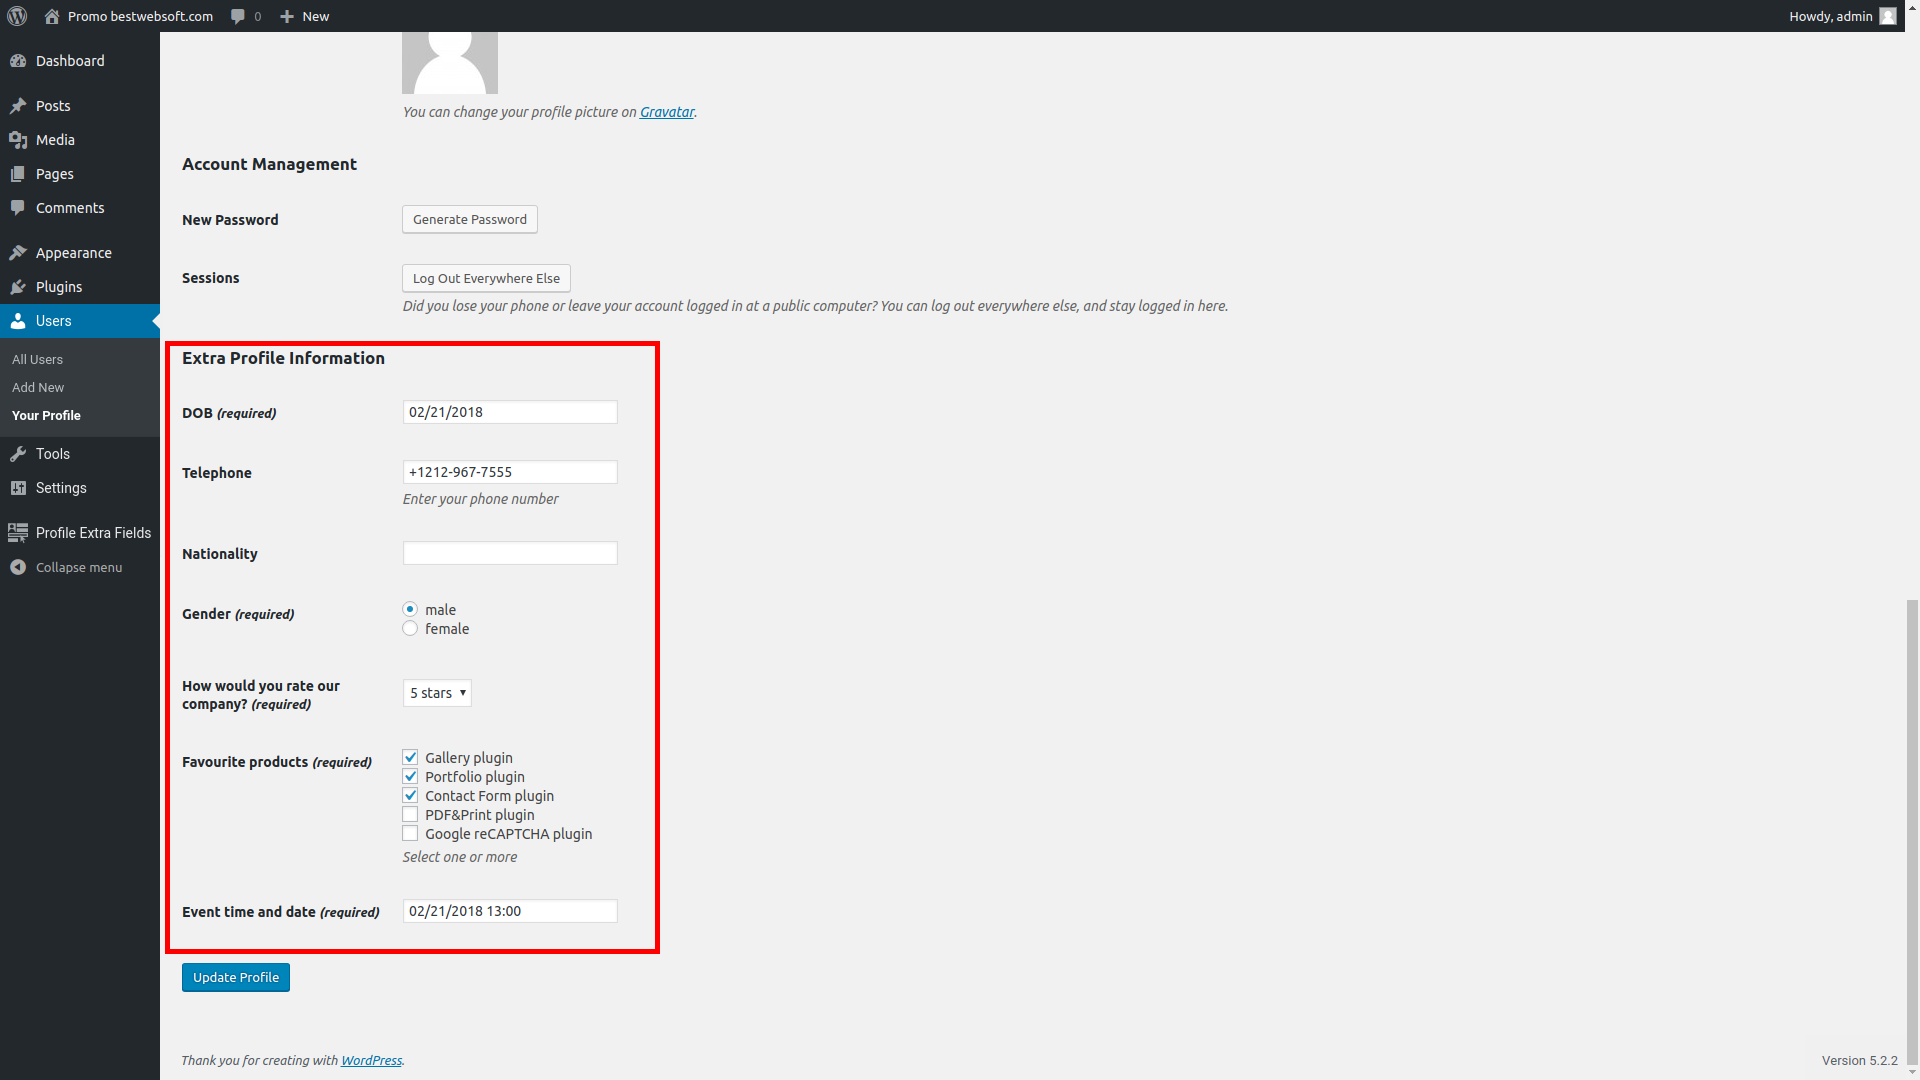 Promo bestwebsoft.com
0
New
Howdy, admin
Dashboard
Posts
Media
Pages
Comments
Appearance
Plugins
Users
All Users
Add New
Your Profile
Tools
Settings
Profile Extra Fields
Collapse menu
You can change your profile picture on Gravatar.
Account Management
New Password
Generate Password
Sessions
Log Out Everywhere Else
Did you lose your phone or leave your account logged in at a public computer? You can log out everywhere else, and stay logged in here.
Extra Profile Information
DOB (required)
02/21/2018
Telephone
+1212-967-7555
Enter your phone number
Nationality
Gender (required)
male
female
How would you rate our
company? (required)
5 stars
Favourite products (required)
Gallery plugin
Portfolio plugin
Contact Form plugin
PDF&Print plugin
Google reCAPTCHA plugin
Select one or more
Event time and date (required)
02/21/2018 13:00
Update Profile
Thank you for creating with WordPress.
Version 5.2.2